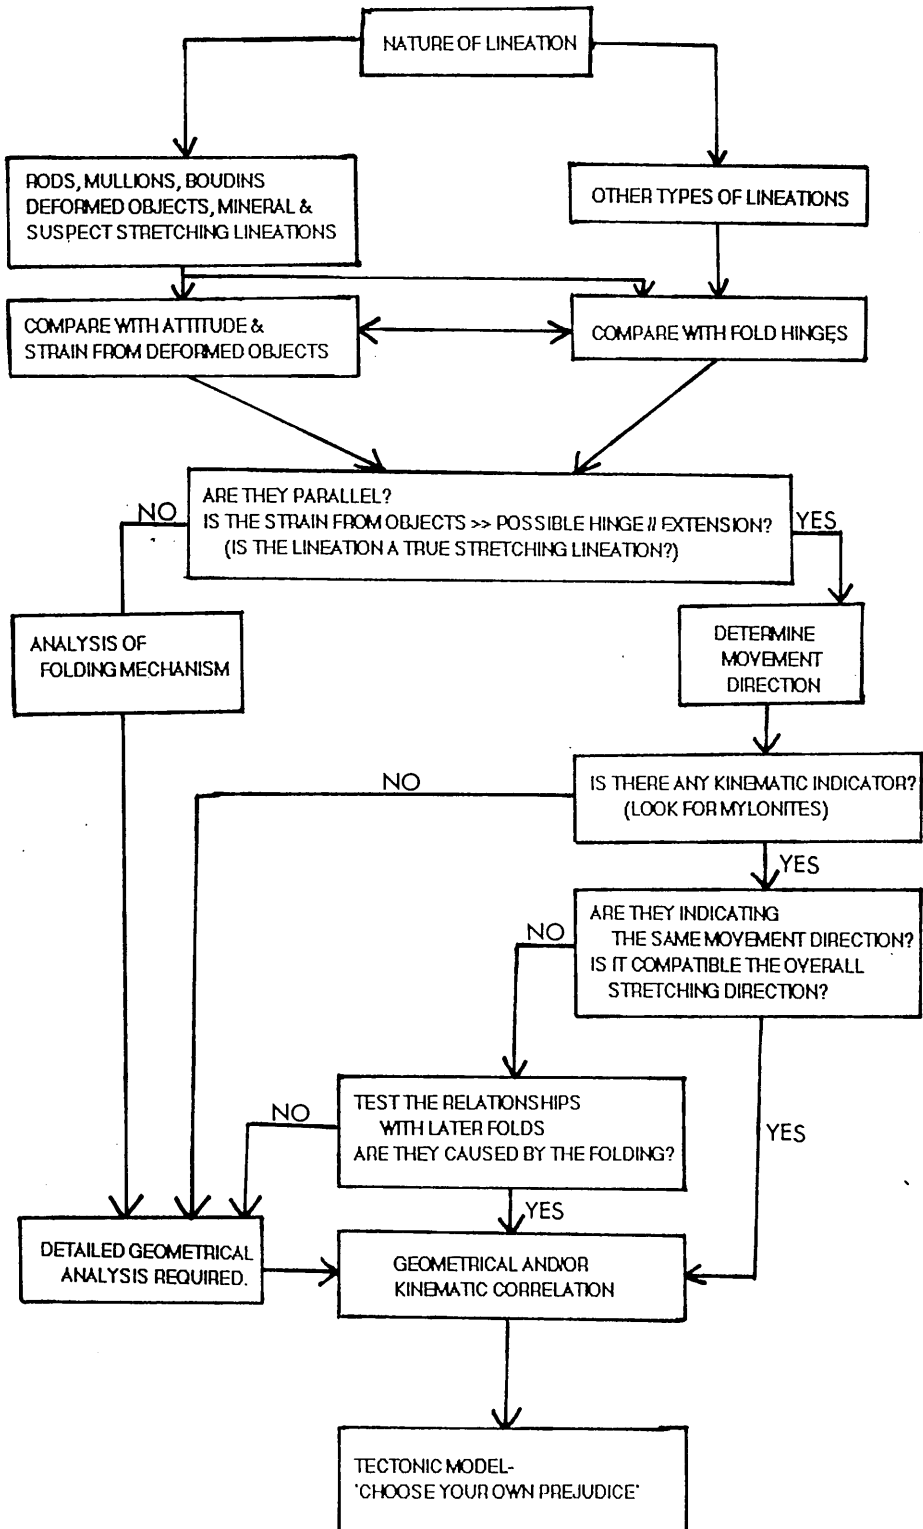 NATURE OF LINEATION
RODS, MULLIONS, BOUDINS
DEFORMED OBJECTS, MINERAL &
SUSPECT STRETCHING LINEATIONS
OTHER TYPES OF LINEATIONS
COMPARE WITH ATTITUDE &
STRAIN FROM DEFORMED OBJECTS
COMPARE WITH FOLD HINGES
ARE THEY PARALLEL?
IS THE STRAIN FROM OBJECTS >> POSSIBLE HINGE // EXTENSION?
(IS THE LINEATION A TRUE STRETCHING LINEATION?)
NO
YES
ANALYSIS OF
FOLDING MECHANISM
DETERMINE
MOVEMENT
DIRECTION
NO
IS THERE ANY KINEMATIC INDICATOR?
(LOOK FOR MYLONITES)
YES
ARE THEY INDICATING
THE SAME MOVEMENT DIRECTION?
IS IT COMPATIBLE THE OVERALL
STRETCHING DIRECTION?
NO
TEST THE RELATIONSHIPS
WITH LATER FOLDS
ARE THEY CAUSED BY THE FOLDING?
NO
YES
YES
DETAILED GEOMETRICAL
ANALYSIS REQUIRED.
GEOMETRICAL AND/OR
KINEMATIC CORRELATION
TECTONIC MODEL-
'CHOOSE YOUR OWN PREJUDICE'